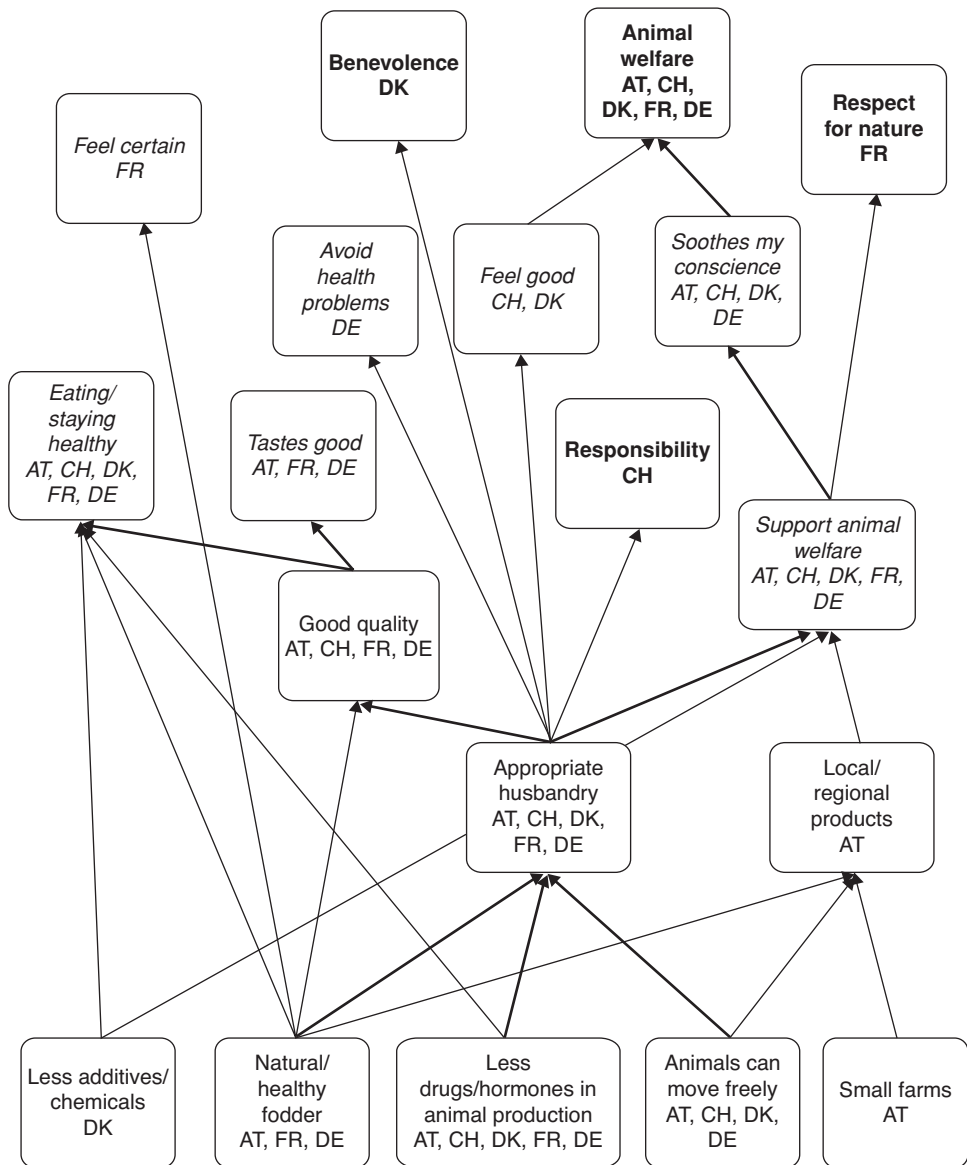 Benevolence
DK
Animal
welfare
AT, CH,
DK, FR, DE
Respect
for nature
FR
Feel certain
FR
Avoid
health
problems
DE
Feel good
CH, DK
Soothes my
conscience
AT, CH, DK,
DE
Eating/
staying
healthy
AT, CH, DK,
FR, DE
Tastes good
AT, FR, DE
Responsibility
CH
Support animal
welfare
AT, CH, DK, FR,
DE
Good quality
AT, CH, FR, DE
Appropriate
husbandry
AT, CH, DK,
FR, DE
Local/
regional
products
AT
Less additives/
chemicals
DK
Natural/
healthy
fodder
AT, FR, DE
Less
drugs/hormones in
animal production
AT, CH, DK, FR, DE
Animals can
move freely
AT, CH, DK,
DE
Small farms
AT